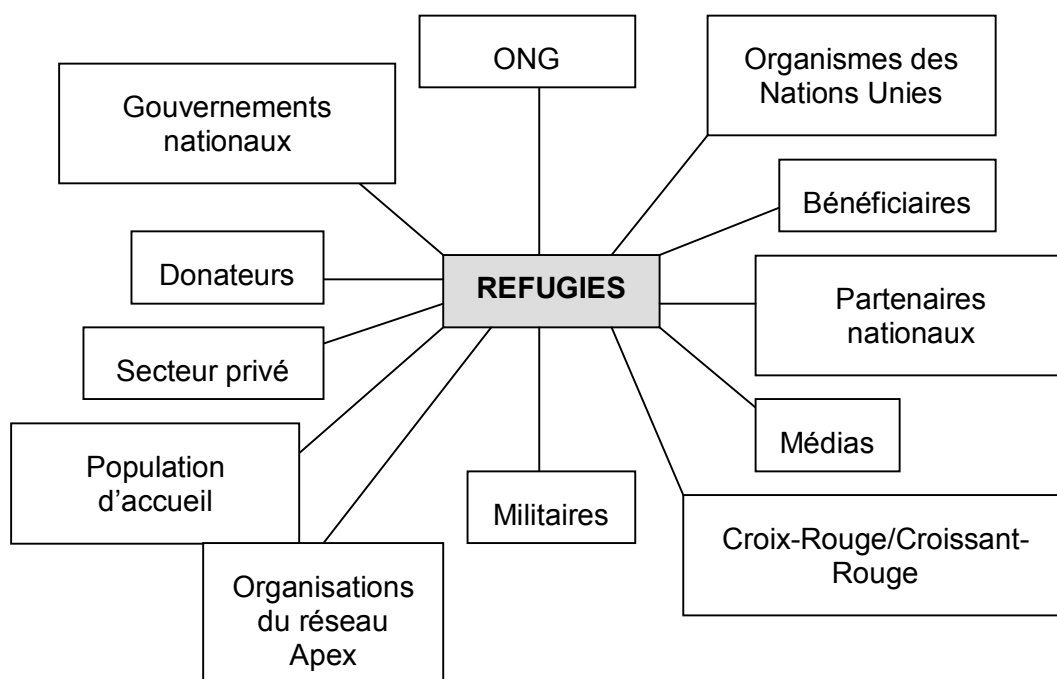 ONG
Organismes des
Nations Unies
Gouvernements
nationaux
Bénéficiaires
Donateurs
REFUGIES
Partenaires
nationaux
Secteur privé
Médias
Population
d’accueil
Militaires
Croix-Rouge/Croissant-
Rouge
Organisations
du réseau
Apex